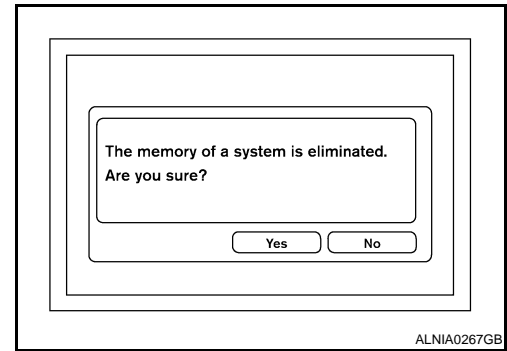 The memory of a system is eliminated.
Are you sure?
Yes No
ALNIA0267GB